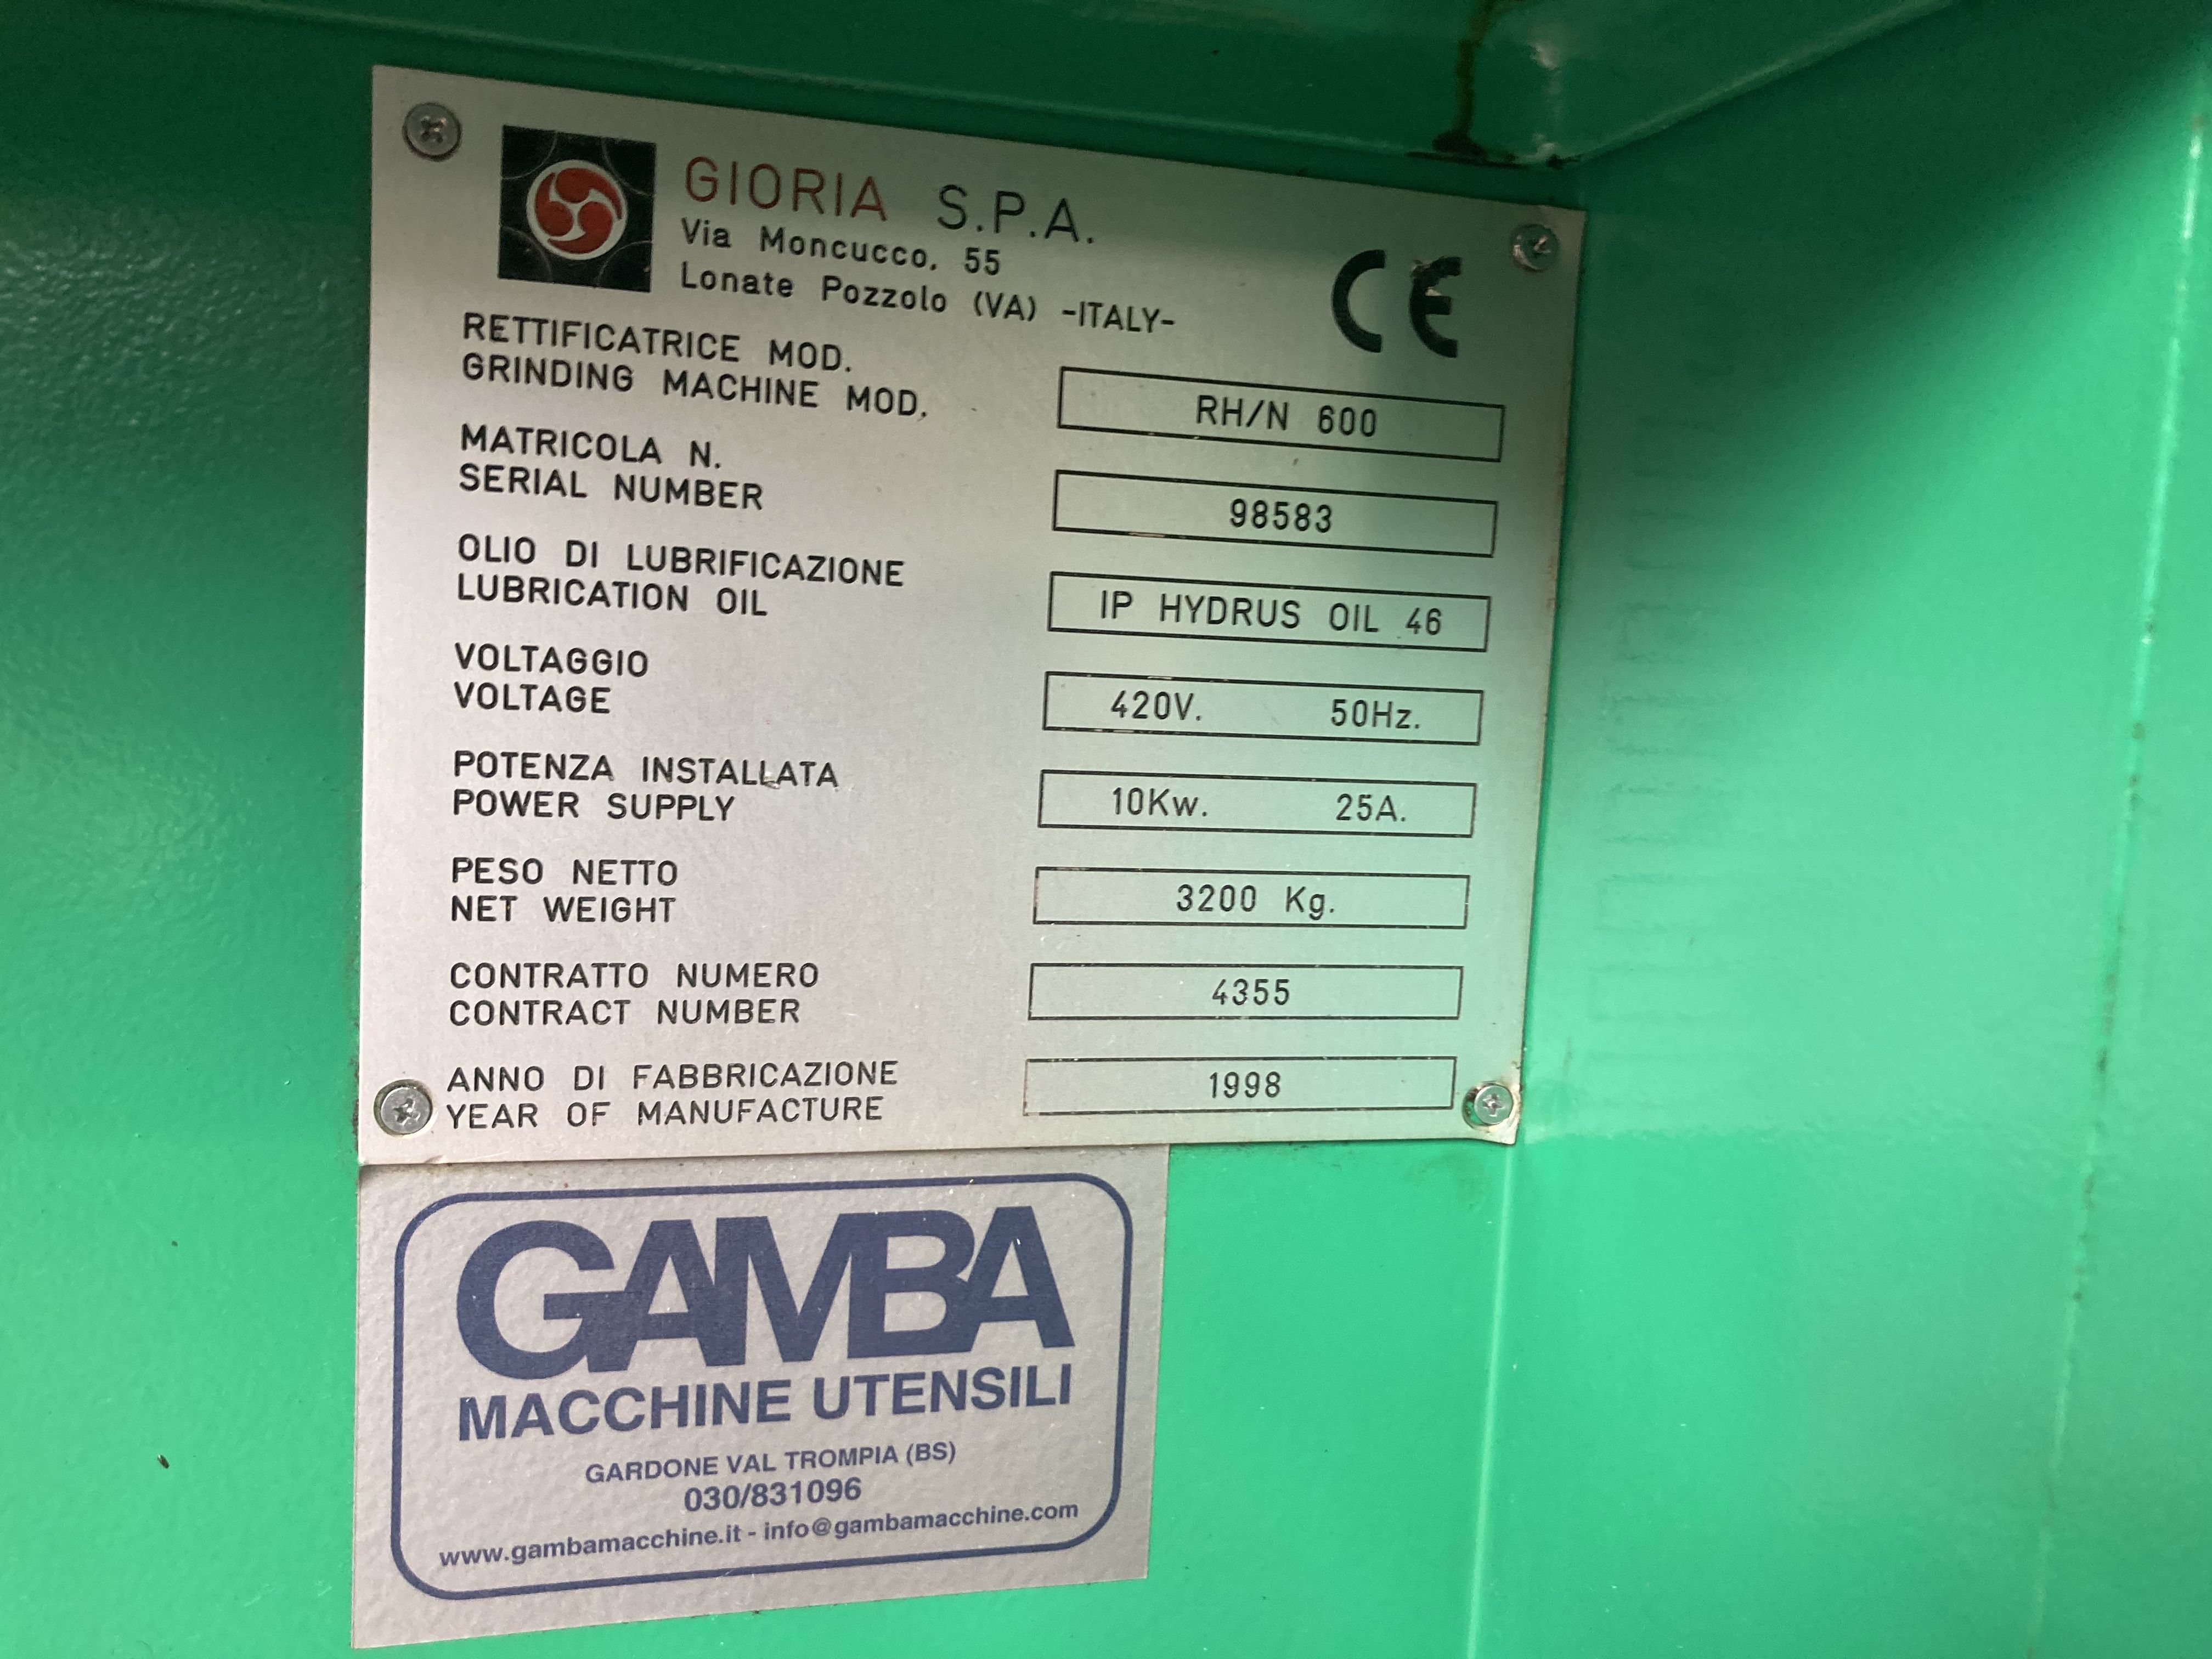 GIORIA S.P.A.
Via Moncucco, 55
Lonate Pozzolo (VA) -ITALY-
CE
RETTIFICATRICE MOD.
GRINDING MACHINE MOD.
RH/N 600
MATRICOLA N.
SERIAL NUMBER
98583
OLIO DI LUBRIFICAZIONE
LUBRICATION OIL
IP HYDRUS OIL 46
VOLTAGGIO
VOLTAGE
420V. 50Hz.
POTENZA INSTALLATA
POWER SUPPLY
10Kw. 25A.
PESO NETTO
NET WEIGHT
3200 Kg.
CONTRATTO NUMERO
CONTRACT NUMBER
4355
ANNO DI FABBRICAZIONE
YEAR OF MANUFACTURE
1998
GAMBA
MACCHINE UTENSILI
GARDONE VAL TROMPIA (BS)
030/831096
www.gambamacchine.it - info@gambamacchine.com